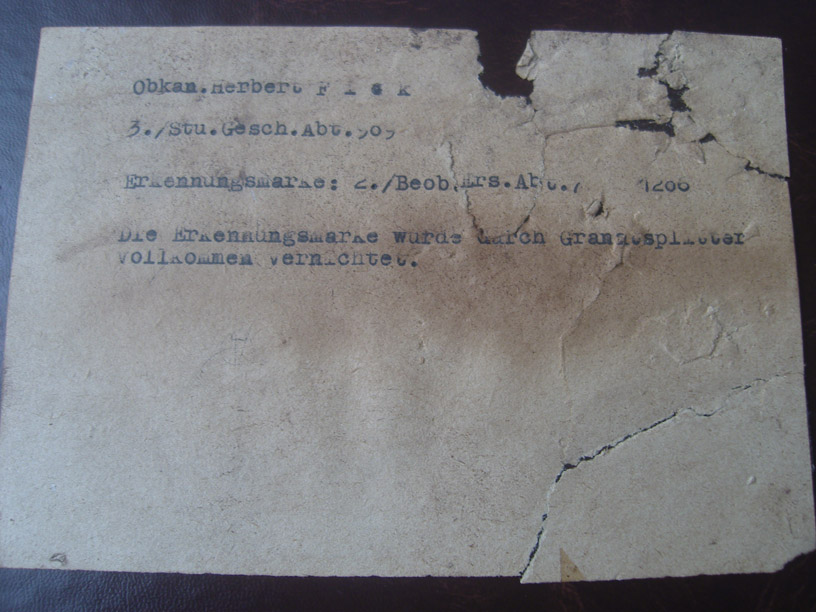 Obkan.Herbert F i c k
3./Stu.Gesch.Abt.909
Erkennungsmarke: 2./Beob.Ers.Abt./ 1206
Die Erkennungsmarke wurde durch Granatsplitter
vollkommen vernichtet.